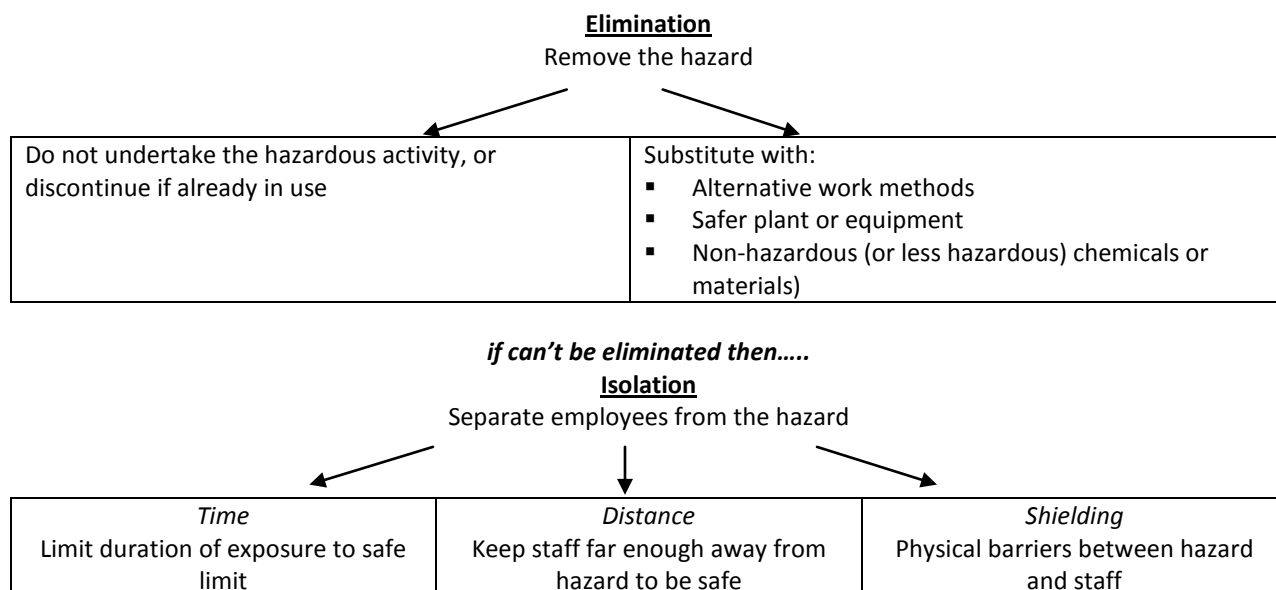 Elimination
Remove the hazard
Do not undertake the hazardous activity, or
discontinue if already in use
Substitute with:
▪ Alternative work methods
▪ Safer plant or equipment
▪ Non-hazardous (or less hazardous) chemicals or
materials)
if can’t be eliminated then…..
Isolation
Separate employees from the hazard
Time
Limit duration of exposure to safe
limit
Distance
Keep staff far enough away from
hazard to be safe
Shielding
Physical barriers between hazard
and staff